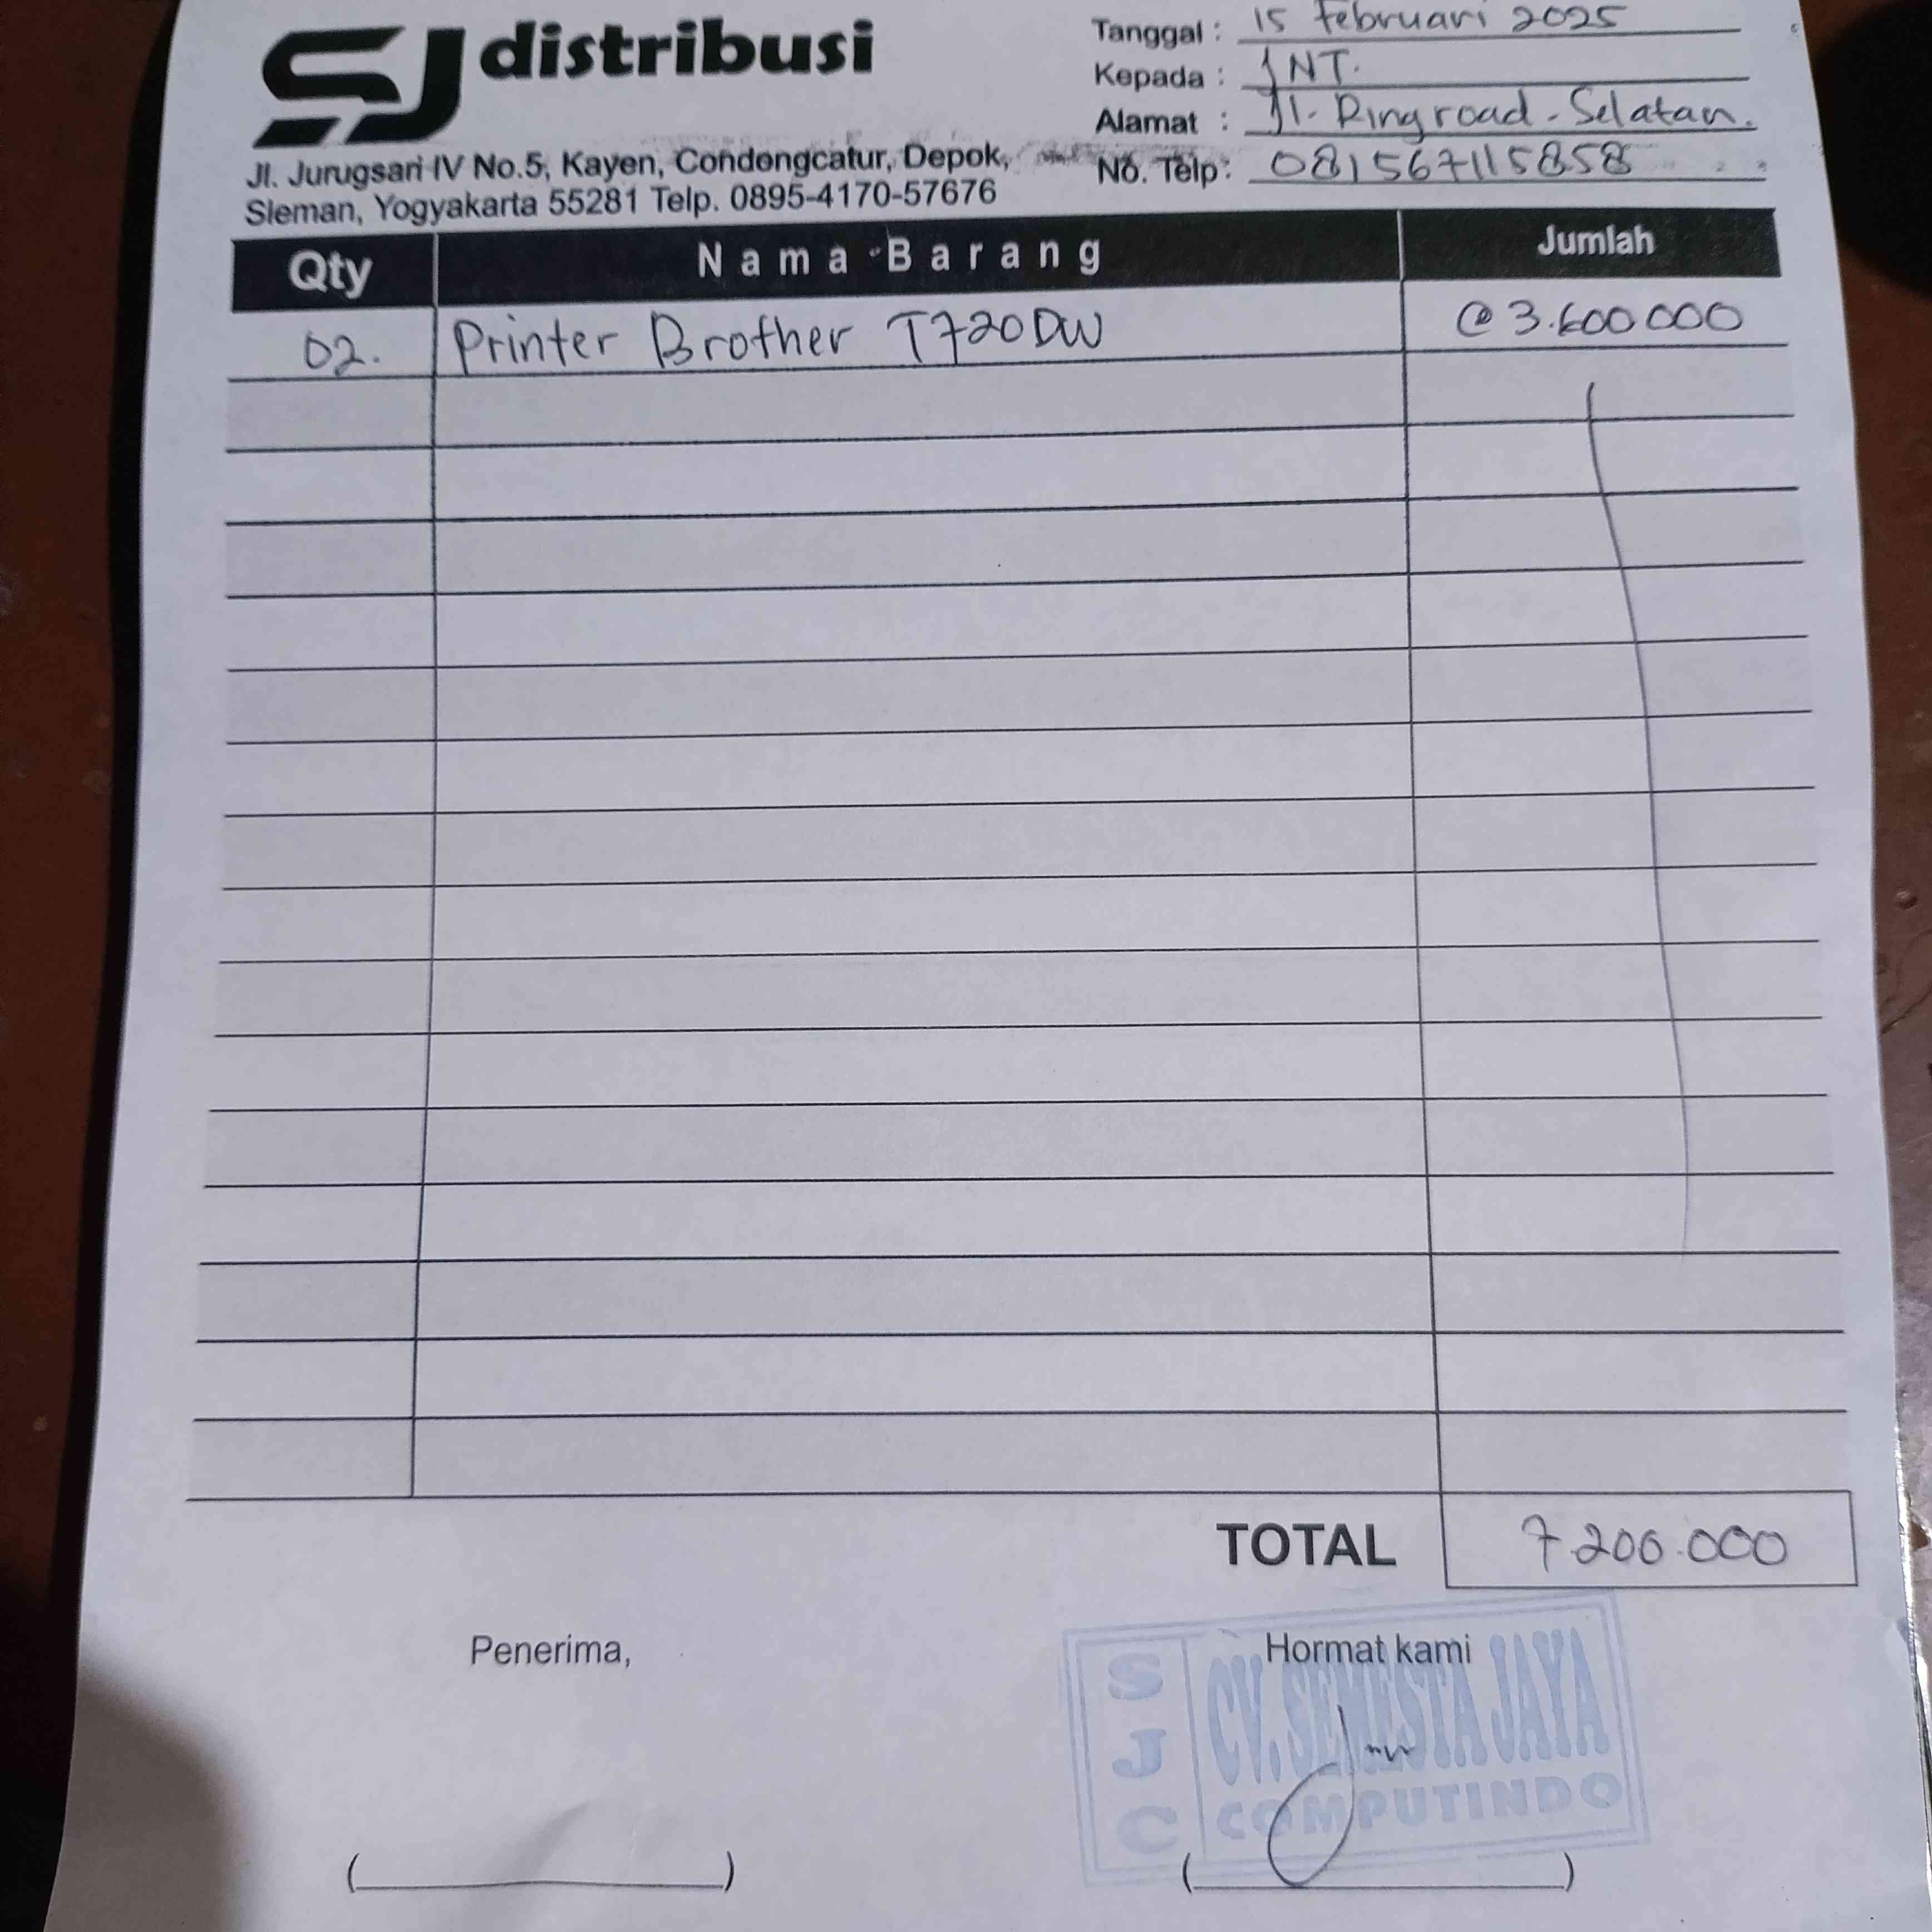 SJ distribusi
Jl. Jurugsari IV No.5, Kayen, Condongcatur, Depok,
Sleman, Yogyakarta 55281 Telp. 0895-4170-57676
Tanggal : 15 Februari 2025
Kepada : JNT.
Alamat : Jl. Ringroad - Selatan.
No. Telp: 081567115858
Qty Nama Barang Jumlah
02. Printer Brother T720DW @ 3.600 000
TOTAL 7 200.000
Penerima, Hormat kami
SJC
CV. SEMESTA JAYA
COMPUTINDO